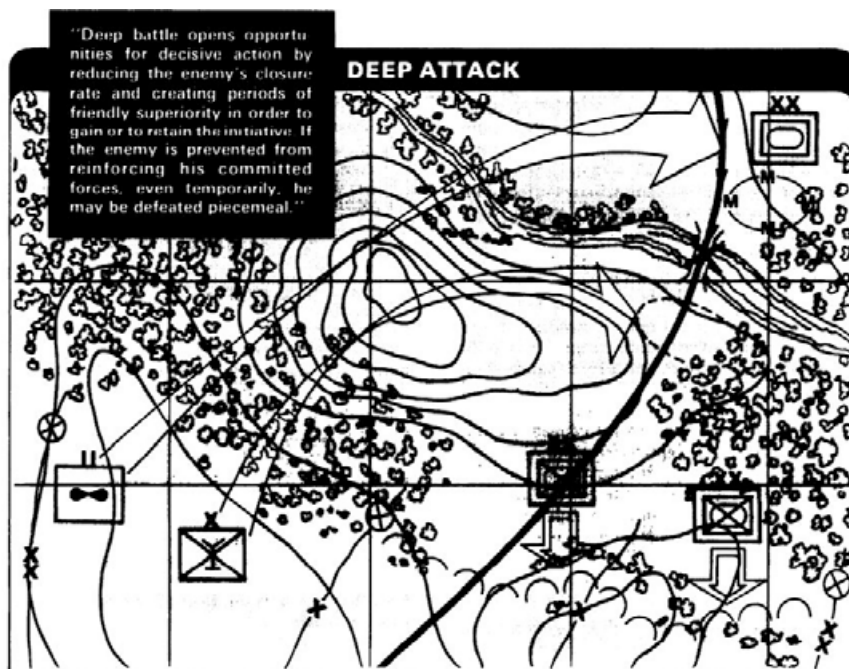 "Deep battle opens opportu-
nities for decisive action by
reducing the enemy's closure
rate and creating periods of
friendly superiority in order to
gain or to retain the initiative. If
the enemy is prevented from
reinforcing his committed
forces, even temporarily, he
may be defeated piecemeal."
DEEP ATTACK
XX
M
M
M
M
II
XX
X
X
X
X
X
X
X